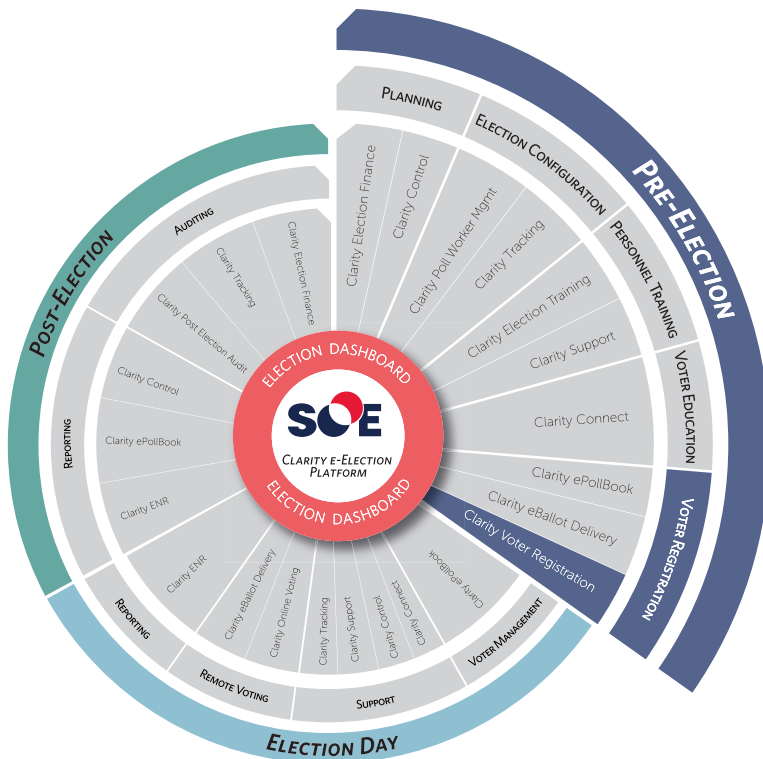 PRE-ELECTION
PLANNING
Clarity Election Finance
Clarity Control
ELECTION CONFIGURATION
Clarity Poll Worker Mgmt
Clarity Tracking
PERSONNEL TRAINING
Clarity Election Training
Clarity Support
VOTER EDUCATION
Clarity Connect
VOTER REGISTRATION
Clarity ePollBook
Clarity eBallot Delivery
Clarity Voter Registration
ELECTION DAY
VOTER MANAGEMENT
Clarity ePollBook
SUPPORT
Clarity Connect
Clarity Control
Clarity Support
Clarity Tracking
REMOTE VOTING
Clarity Online Voting
Clarity eBallot Delivery
REPORTING
Clarity ENR
POST-ELECTION
REPORTING
Clarity ENR
Clarity ePollBook
Clarity Control
AUDITING
Clarity Post Election Audit
Clarity Tracking
Clarity Election Finance
ELECTION DASHBOARD
SOE
CLARITY E-ELECTION
PLATFORM
ELECTION DASHBOARD